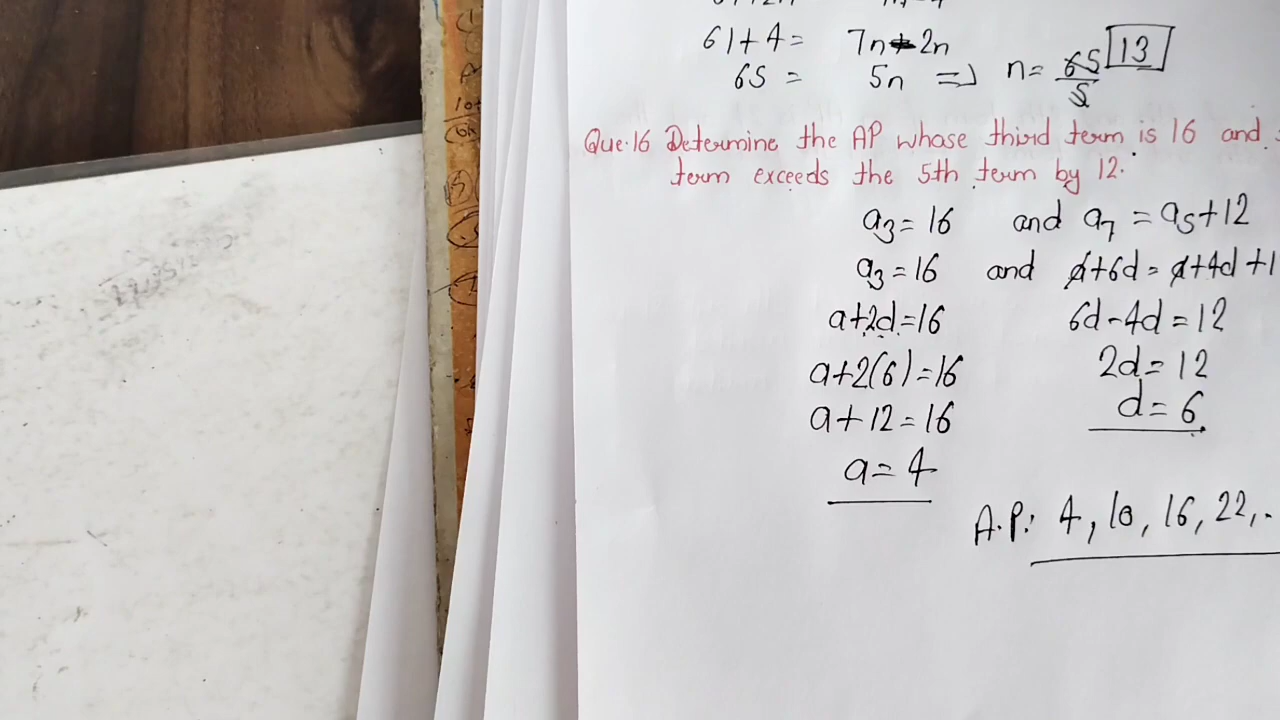 61+4= 7n-2n
65 = 5n => n= 65/5 13
Que.16 Determine the AP whose third term is 16 and
term exceeds the 5th term by 12.
a3=16 and a7=a5+12
a3=16 and a+6d=a+4d+1
a+2d=16 6d-4d=12
a+2(6)=16 2d=12
a+12=16 d=6
a=4
A.P: 4, 10, 16, 22,..